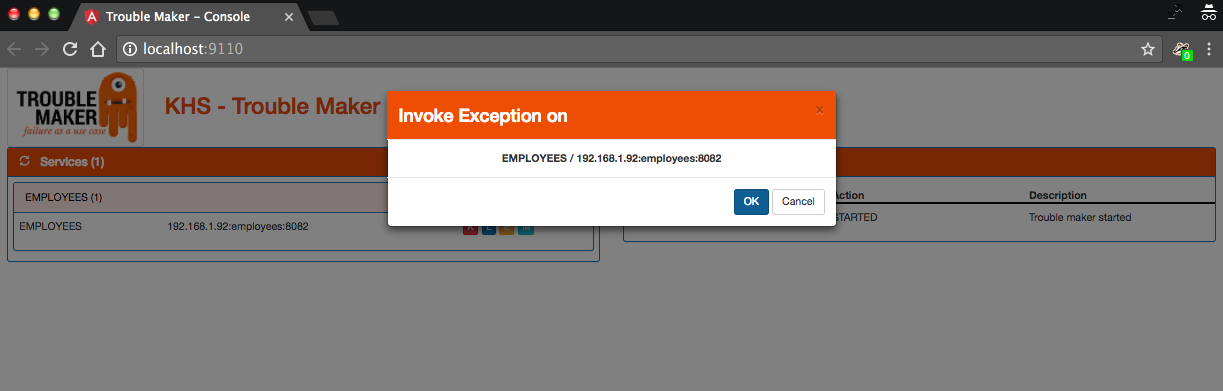 Trouble Maker – Console
localhost:9110
0
TROUBLE
MAKER
failure as a use case
KHS - Trouble Maker
Invoke Exception on
×
EMPLOYEES / 192.168.1.92:employees:8082
OK
Cancel
Services (1)
EMPLOYEES (1)
EMPLOYEES
192.168.1.92:employees:8082
Action
Description
STARTED
Trouble maker started